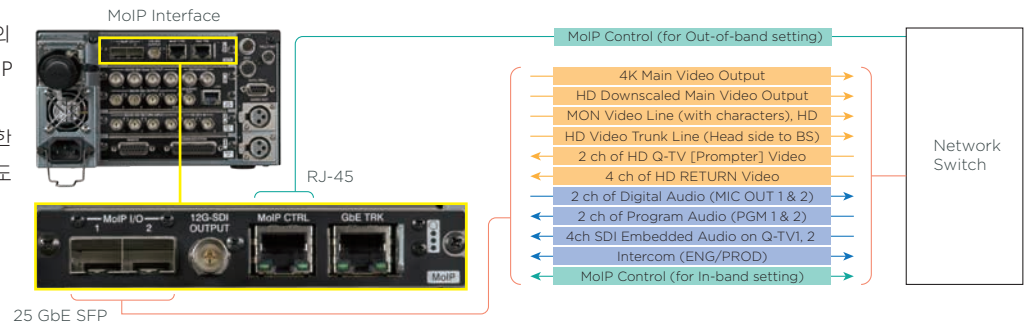 MoIP Interface
의
P
한
도
RJ-45
MoIP I/O
1 2
12G-SDI
OUTPUT
MoIP CTRL
GbE TRK
MoIP
25 GbE SFP
MoIP Control (for Out-of-band setting)
4K Main Video Output
HD Downscaled Main Video Output
MON Video Line (with characters), HD
HD Video Trunk Line (Head side to BS)
2 ch of HD Q-TV [Prompter] Video
4 ch of HD RETURN Video
2 ch of Digital Audio (MIC OUT 1 & 2)
2 ch of Program Audio (PGM 1 & 2)
4ch SDI Embedded Audio on Q-TV1, 2
Intercom (ENG/PROD)
MoIP Control (for In-band setting)
Network
Switch